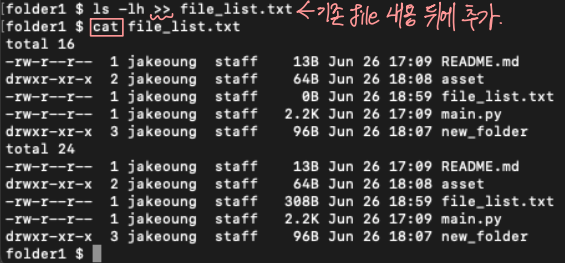 [folder1 $ ls -lh >> file_list.txt ← 기존 file 내용 뒤에 추가.
[folder1 $ cat file_list.txt
total 16
-rw-r--r--  1 jakeoung  staff    13B Jun 26 17:09 README.md
drwxr-xr-x  2 jakeoung  staff    64B Jun 26 18:08 asset
-rw-r--r--  1 jakeoung  staff     0B Jun 26 18:59 file_list.txt
-rw-r--r--  1 jakeoung  staff   2.2K Jun 26 17:09 main.py
drwxr-xr-x  3 jakeoung  staff    96B Jun 26 18:07 new_folder
total 24
-rw-r--r--  1 jakeoung  staff    13B Jun 26 17:09 README.md
drwxr-xr-x  2 jakeoung  staff    64B Jun 26 18:08 asset
-rw-r--r--  1 jakeoung  staff   308B Jun 26 18:59 file_list.txt
-rw-r--r--  1 jakeoung  staff   2.2K Jun 26 17:09 main.py
drwxr-xr-x  3 jakeoung  staff    96B Jun 26 18:07 new_folder
folder1 $